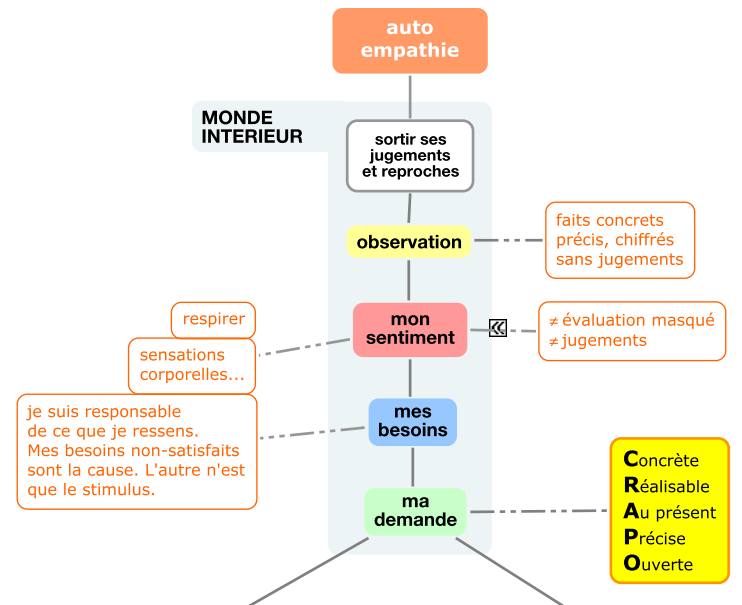 auto
empathie
MONDE
INTERIEUR
sortir ses
jugements
et reproches
observation
faits concrets
précis, chiffrés
sans jugements
mon
sentiment
≠ évaluation masqué
≠ jugements
respirer
sensations
corporelles...
je suis responsable
de ce que je ressens.
Mes besoins non-satisfaits
sont la cause. L'autre n'est
que le stimulus.
mes
besoins
ma
demande
Concrète
Réalisable
Au présent
Précise
Ouverte